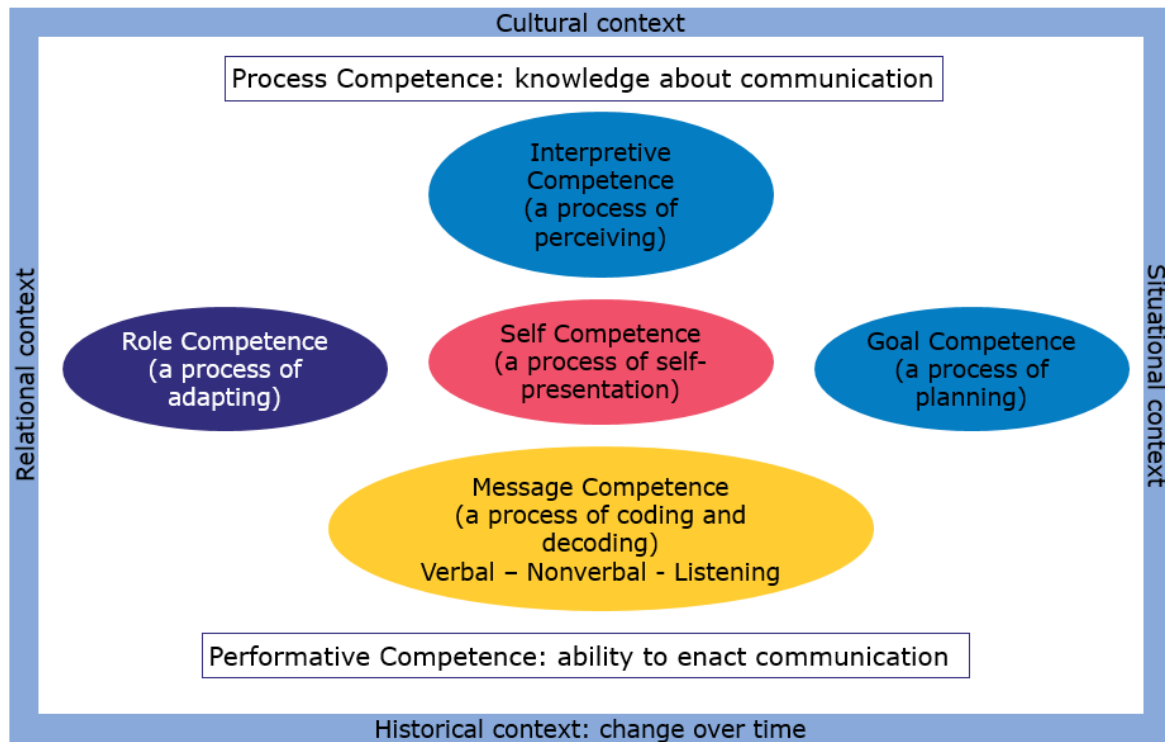 Cultural context
Process Competence: knowledge about communication
Interpretive
Competence
(a process of
perceiving)
Relational context
Role Competence
(a process of
adapting)
Self Competence
(a process of self-
presentation)
Goal Competence
(a process of
planning)
Situational context
Message Competence
(a process of coding and
decoding)
Verbal – Nonverbal - Listening
Performative Competence: ability to enact communication
Historical context: change over time